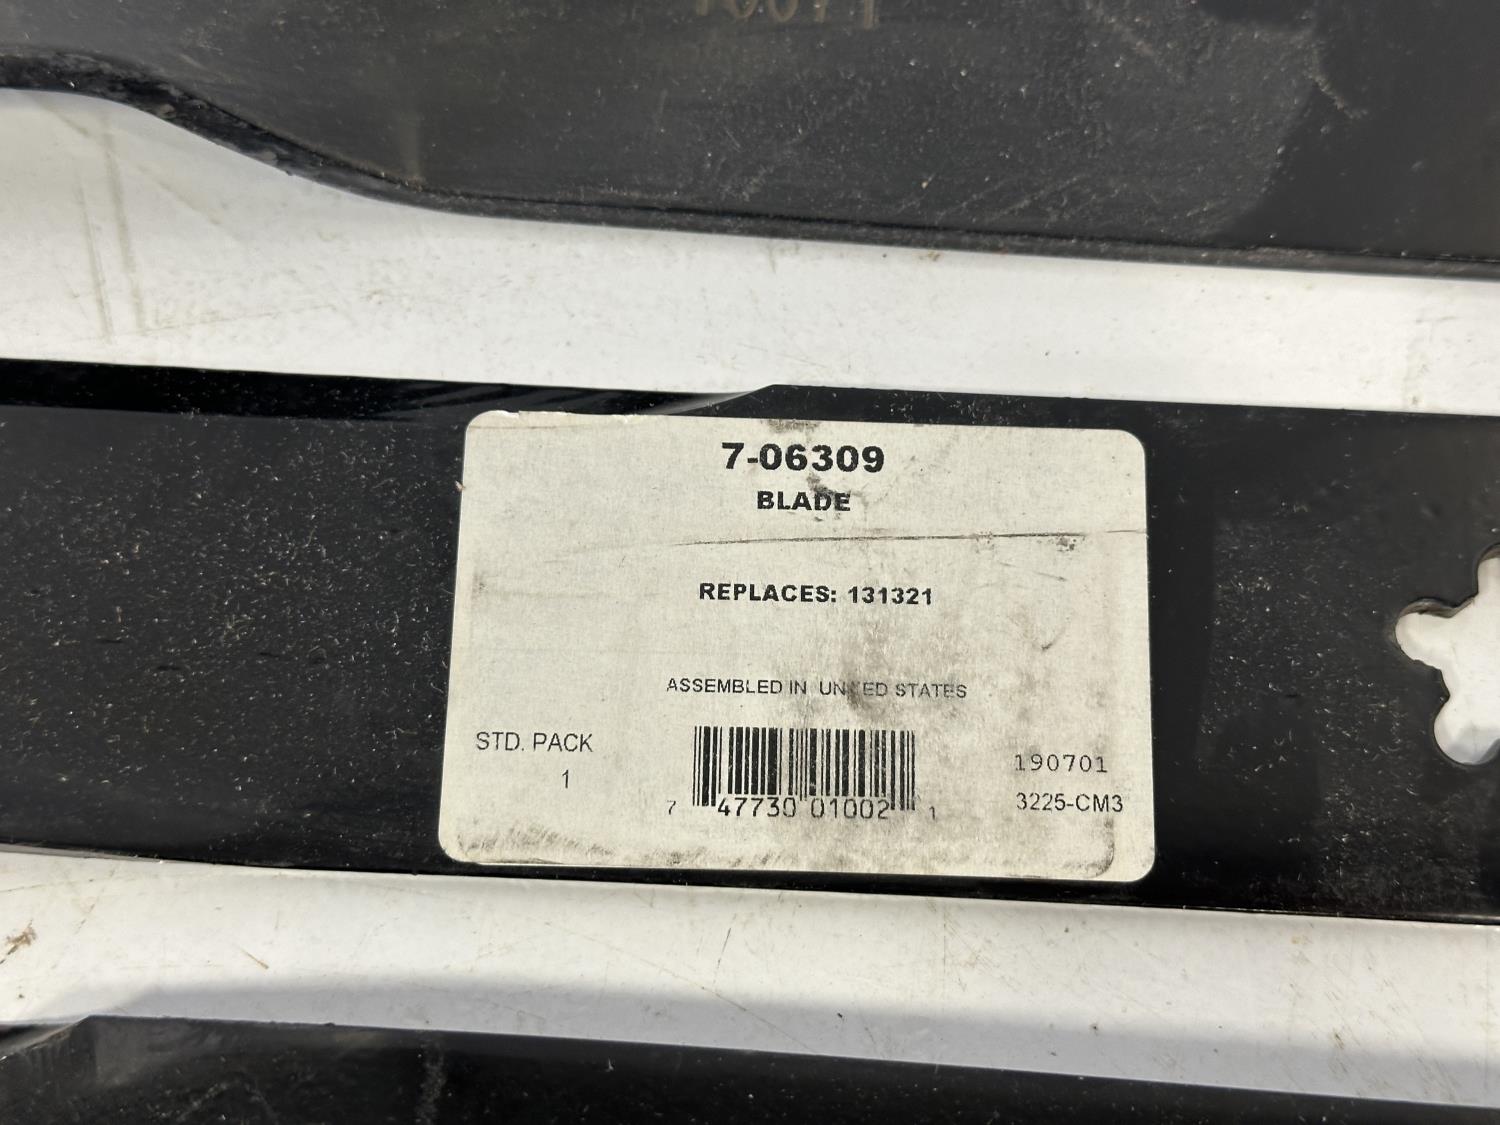 7-06309
BLADE
REPLACES: 131321
ASSEMBLED IN UNITED STATES
STD. PACK
1
7 47730 01002 1
190701
3225-CM3